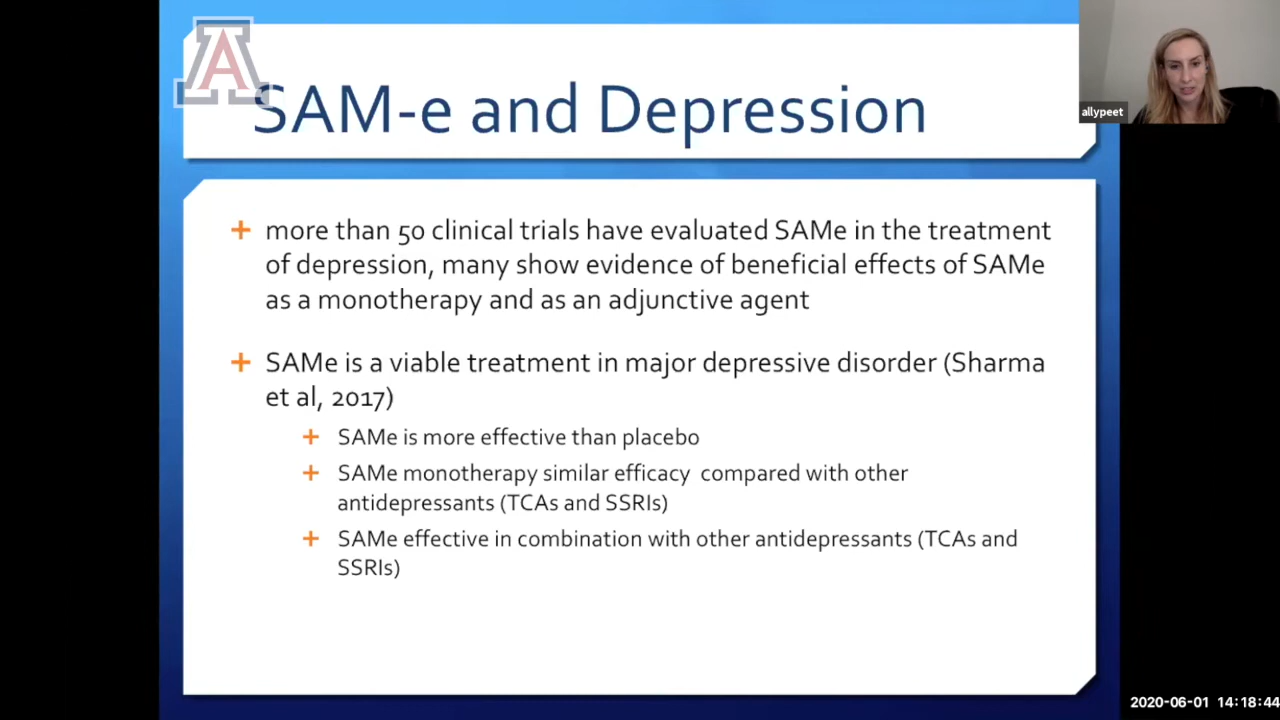 A
SAM-e and Depression
allypeet
more than 50 clinical trials have evaluated SAMe in the treatment
of depression, many show evidence of beneficial effects of SAMe
as a monotherapy and as an adjunctive agent
SAMe is a viable treatment in major depressive disorder (Sharma
et al, 2017)
SAMe is more effective than placebo
SAMe monotherapy similar efficacy compared with other
antidepressants (TCAs and SSRIs)
SAMe effective in combination with other antidepressants (TCAs and
SSRIs)
2020-06-01 14:18:44